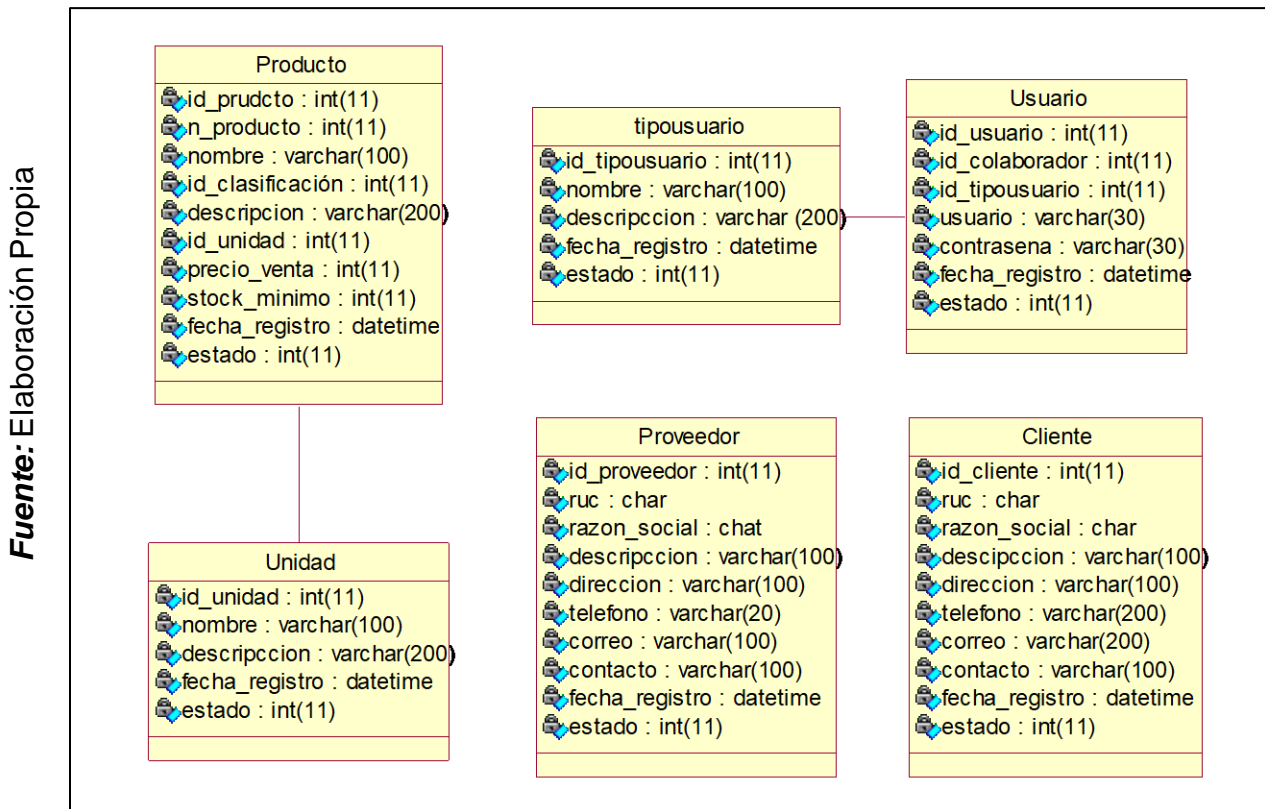 Fuente: Elaboración Propia
Producto
id_prudcto : int(11)
n_producto : int(11)
nombre : varchar(100)
id_clasificación : int(11)
descripcion : varchar(200)
id_unidad : int(11)
precio_venta : int(11)
stock_minimo : int(11)
fecha_registro : datetime
estado : int(11)
tipousuario
id_tipousuario : int(11)
nombre : varchar(100)
descripccion : varchar (200)
fecha_registro : datetime
estado : int(11)
Usuario
id_usuario : int(11)
id_colaborador : int(11)
id_tipousuario : int(11)
usuario : varchar(30)
contrasena : varchar(30)
fecha_registro : datetime
estado : int(11)
Unidad
id_unidad : int(11)
nombre : varchar(100)
descripccion : varchar(200)
fecha_registro : datetime
estado : int(11)
Proveedor
id_proveedor : int(11)
ruc : char
razon_social : chat
descripccion : varchar(100)
direccion : varchar(100)
telefono : varchar(20)
correo : varchar(100)
contacto : varchar(100)
fecha_registro : datetime
estado : int(11)
Cliente
id_cliente : int(11)
ruc : char
razon_social : char
descipccion : varchar(100)
direccion : varchar(100)
telefono : varchar(200)
correo : varchar(200)
contacto : varchar(100)
fecha_registro : datetime
estado : int(11)